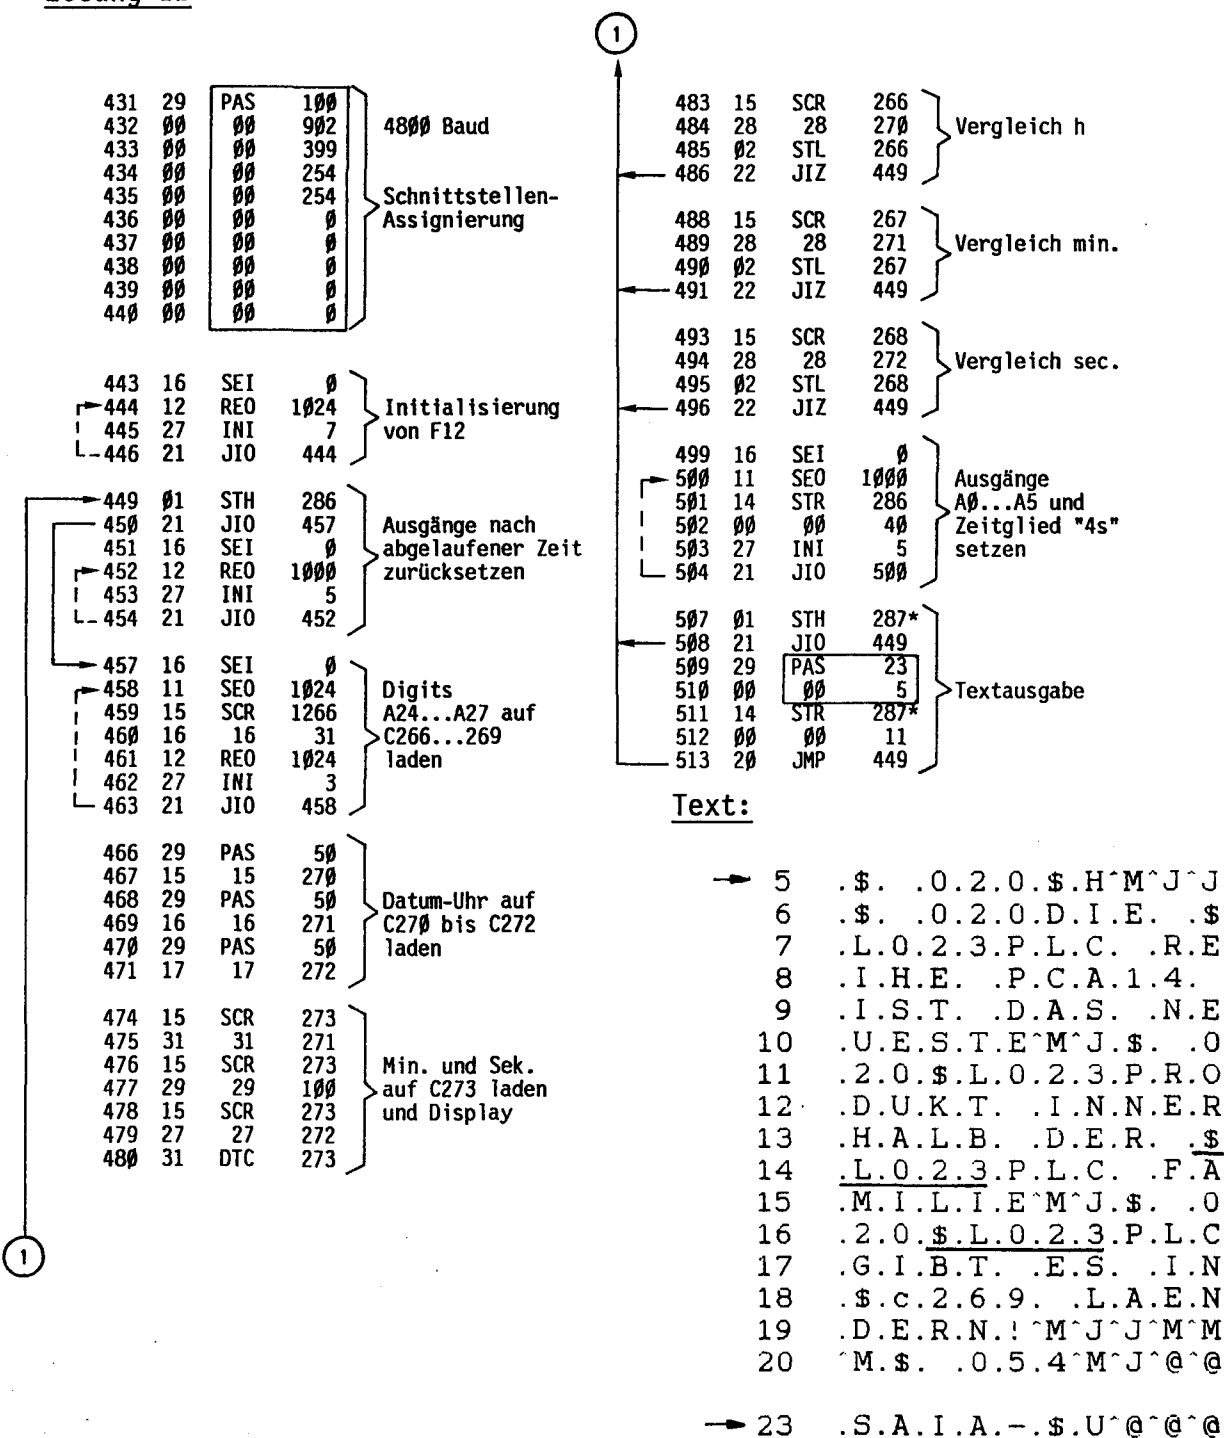 1
431 29 PAS 100
432 00 00 902 4800 Baud
433 00 00 399
434 00 00 254
435 00 00 254 Schnittstellen-
436 00 00 0 Assignierung
437 00 00 0
438 00 00 0
439 00 00 0
440 00 00 0
443 16 SEI 0
444 12 REO 1024 Initialisierung
445 27 INI 7 von F12
446 21 JIO 444
449 01 STH 286
450 21 JIO 457 Ausgänge nach
451 16 SEI 0 abgelaufener Zeit
452 12 REO 1000 zurücksetzen
453 27 INI 5
454 21 JIO 452
457 16 SEI 0
458 11 SEO 1024 Digits
459 15 SCR 1266 A24...A27 auf
460 16 16 31 C266...269
461 12 REO 1024 laden
462 27 INI 3
463 21 JIO 458
466 29 PAS 50
467 15 15 270
468 29 PAS 50 Datum-Uhr auf
469 16 16 271 C270 bis C272
470 29 PAS 50 laden
471 17 17 272
474 15 SCR 273
475 31 31 271
476 15 SCR 273 Min. und Sek.
477 29 29 100 auf C273 laden
478 15 SCR 273 und Display
479 27 27 272
480 31 DTC 273
1
483 15 SCR 266
484 28 28 270 Vergleich h
485 02 STL 266
486 22 JIZ 449
488 15 SCR 267
489 28 28 271 Vergleich min.
490 02 STL 267
491 22 JIZ 449
493 15 SCR 268
494 28 28 272 Vergleich sec.
495 02 STL 268
496 22 JIZ 449
499 16 SEI 0
500 11 SEO 1000 Ausgänge
501 14 STR 286 A0...A5 und
502 00 00 40 Zeitglied "4s"
503 27 INI 5 setzen
504 21 JIO 500
507 01 STH 287*
508 21 JIO 449
509 29 PAS 23
510 00 00 5 Textausgabe
511 14 STR 287*
512 00 00 11
513 20 JMP 449
Text:
5 .$. .0.2.0.$.H^M^J^J
6 .$. .0.2.0.D.I.E. .$
7 .L.0.2.3.P.L.C. .R.E
8 .I.H.E. .P.C.A.1.4.
9 .I.S.T. .D.A.S. .N.E
10 .U.E.S.T.E^M^J.$. .0
11 .2.0.$.L.0.2.3.P.R.O
12 .D.U.K.T. .I.N.N.E.R
13 .H.A.L.B. .D.E.R. .$
14 .L.0.2.3.P.L.C. .F.A
15 .M.I.L.I.E^M^J.$. .0
16 .2.0.$.L.0.2.3.P.L.C
17 .G.I.B.T. .E.S. .I.N
18 .$.c.2.6.9. .L.A.E.N
19 .D.E.R.N.!^M^J^J^M^M
20 ^M.$. .0.5.4^M^J^@^@
23 .S.A.I.A.-.$.U^@^@^@